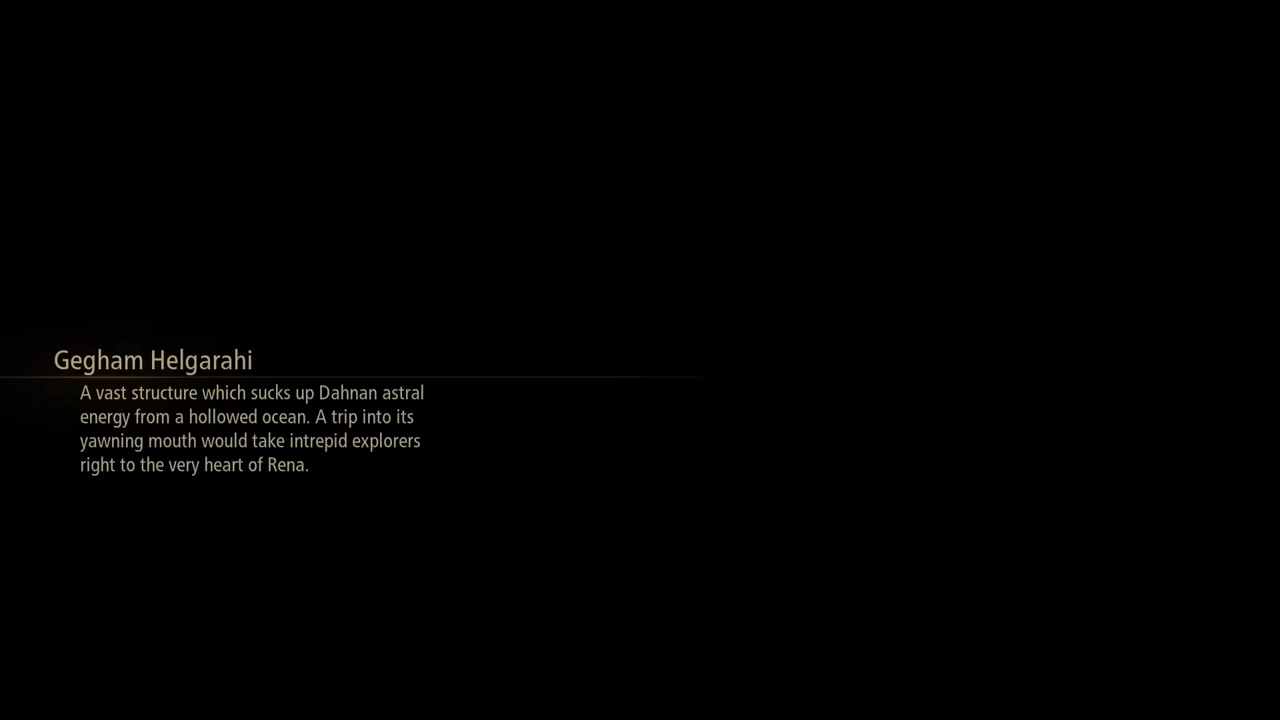 Gegham Helgarahi
A vast structure which sucks up Dahnan astral
energy from a hollowed ocean. A trip into its
yawning mouth would take intrepid explorers
right to the very heart of Rena.